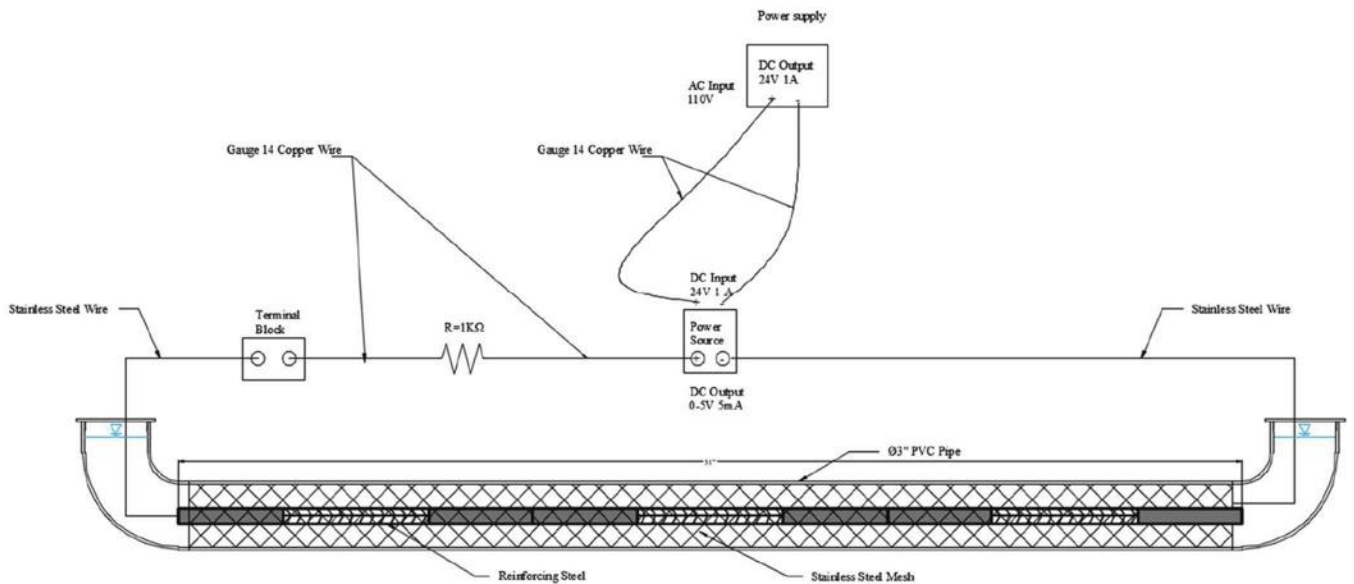 Power supply
DC Output
24V 1A
+ -
AC Input
110V
Gauge 14 Copper Wire
Gauge 14 Copper Wire
DC Input
24V 1 A
+ -
Stainless Steel Wire
Terminal
Block
R=1KΩ
Power
Source
+ -
Stainless Steel Wire
DC Output
0-5V 5mA
Ø3" PVC Pipe
Reinforcing Steel
Stainless Steel Mesh